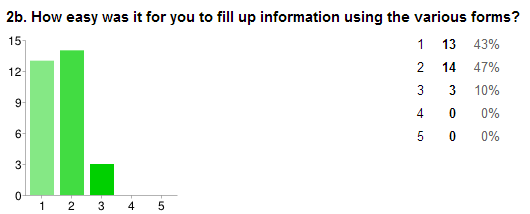 2b. How easy was it for you to fill up information using the various forms?
15
12
9
6
3
0
1 2 3 4 5
1 13 43%
2 14 47%
3 3 10%
4 0 0%
5 0 0%